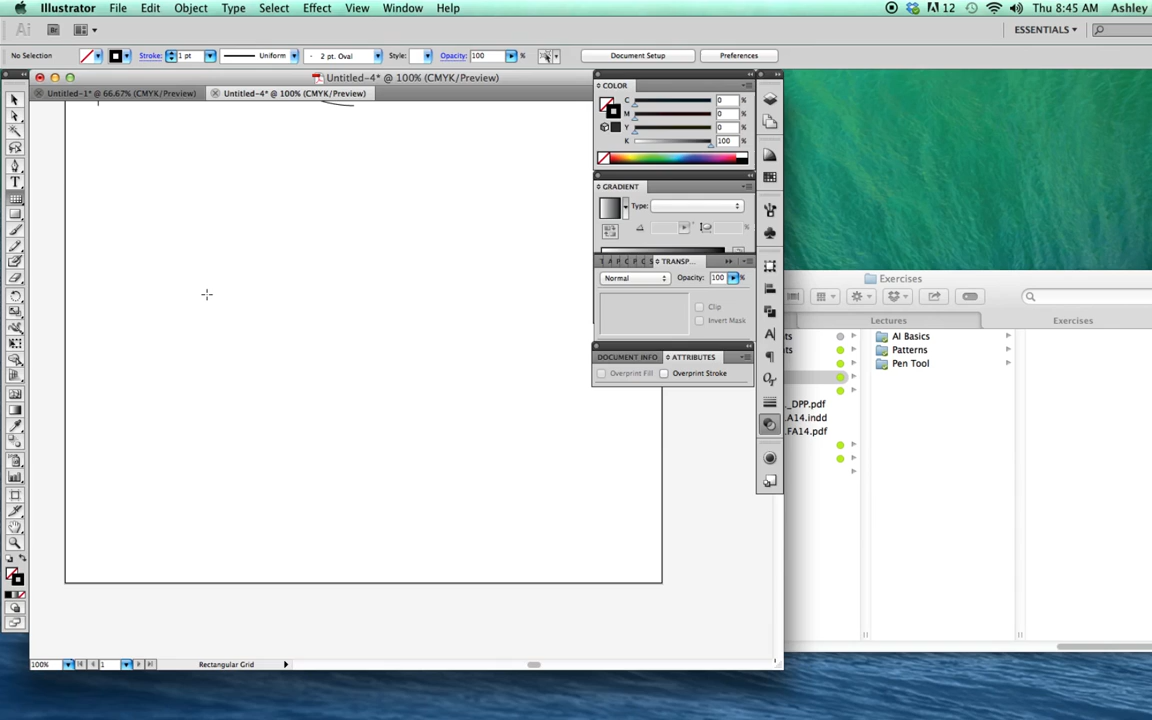 Illustrator File Edit Object Type Select Effect View Window Help
12 Thu 8:45 AM Ashley
Ai Br ESSENTIALS
No Selection Stroke: 1 pt Uniform 2 pt. Oval Style: Opacity: 100 % Document Setup Preferences
Untitled-4* @ 100% (CMYK/Preview)
Untitled-1* @ 66.67% (CMYK/Preview) Untitled-4* @ 100% (CMYK/Preview)
COLOR
C 0 %
M 0 %
Y 0 %
K 100 %
GRADIENT
Type:
%
T A P C P C S TRANSP...
Normal Opacity: 100 %
Clip
Invert Mask
DOCUMENT INFO ATTRIBUTES
Overprint Fill Overprint Stroke
Exercises
Lectures Exercises
ts AI Basics
ts Patterns
Pen Tool
_DPP.pdf
.A14.indd
.FA14.pdf
100% 1 Rectangular Grid